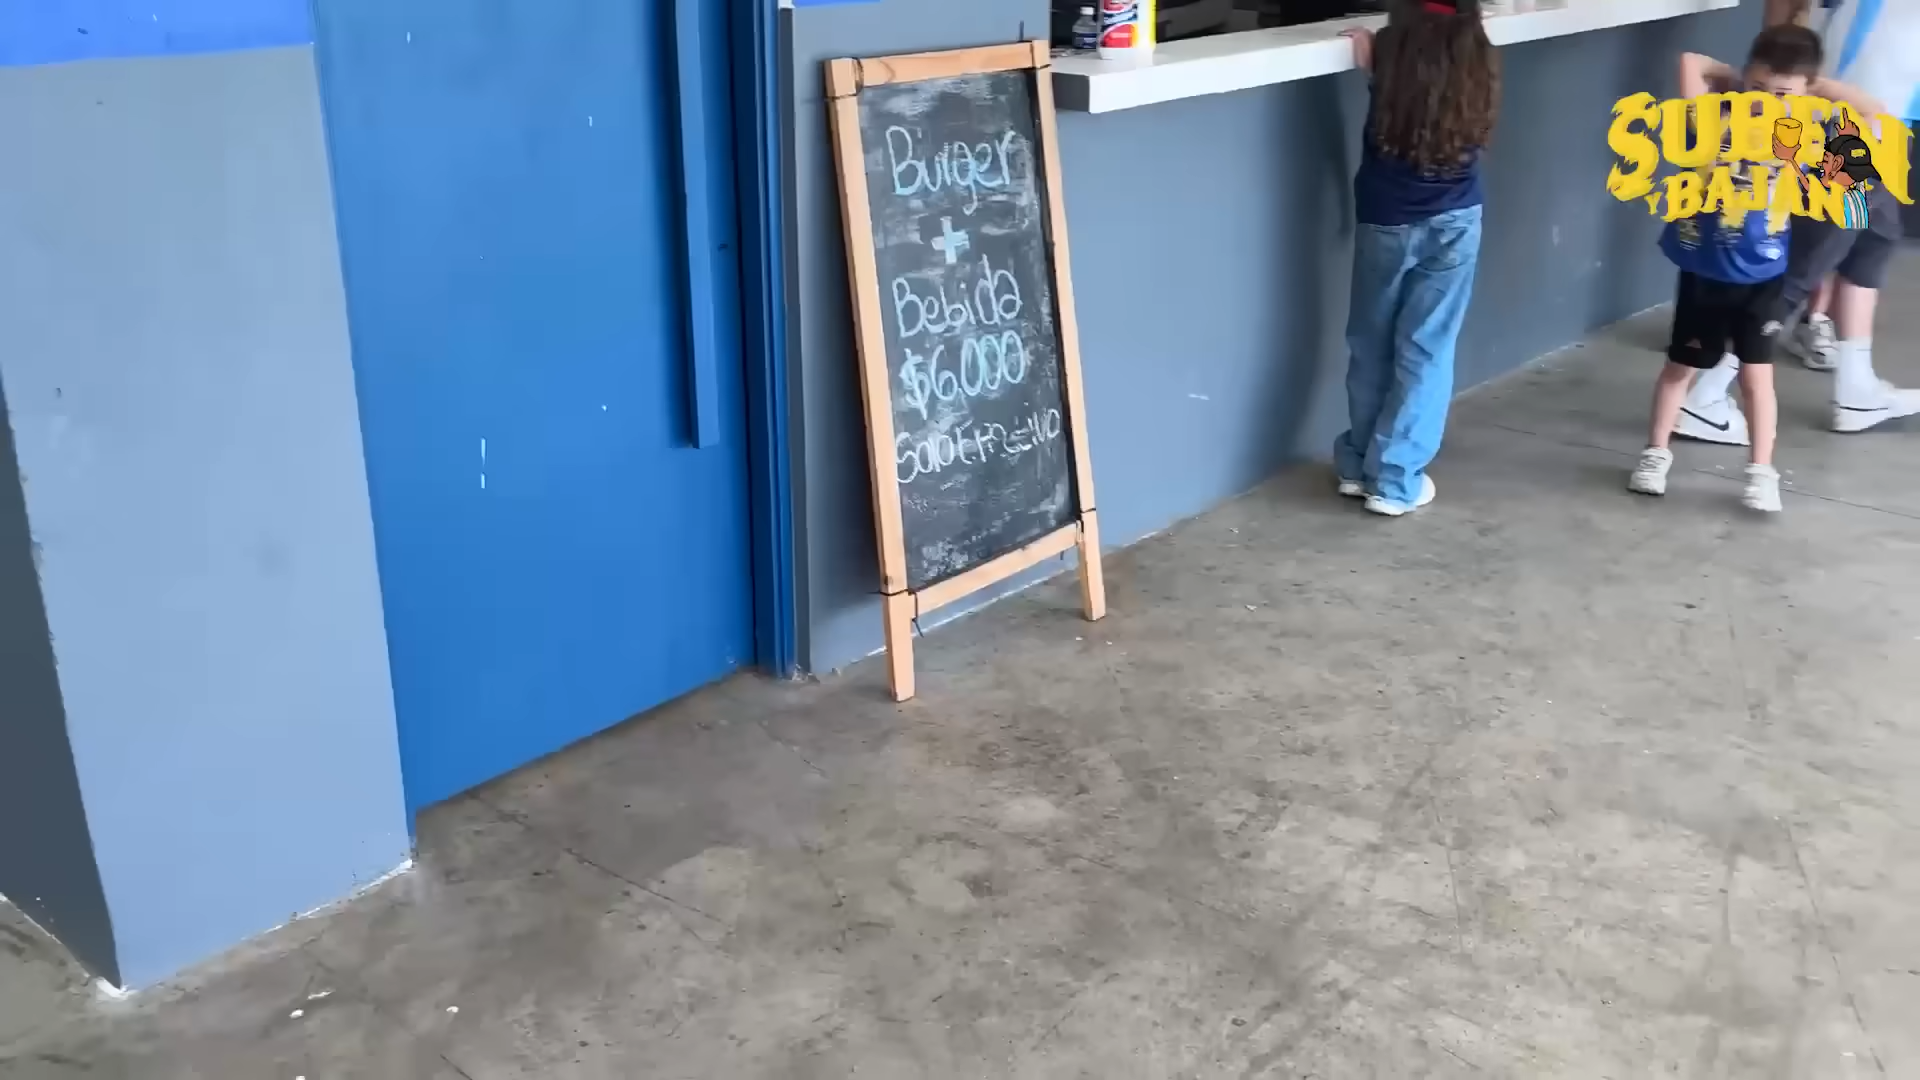 Burger
+
Bebida
$6.000
Solo Efectivo
SUBEN
Y BAJAN